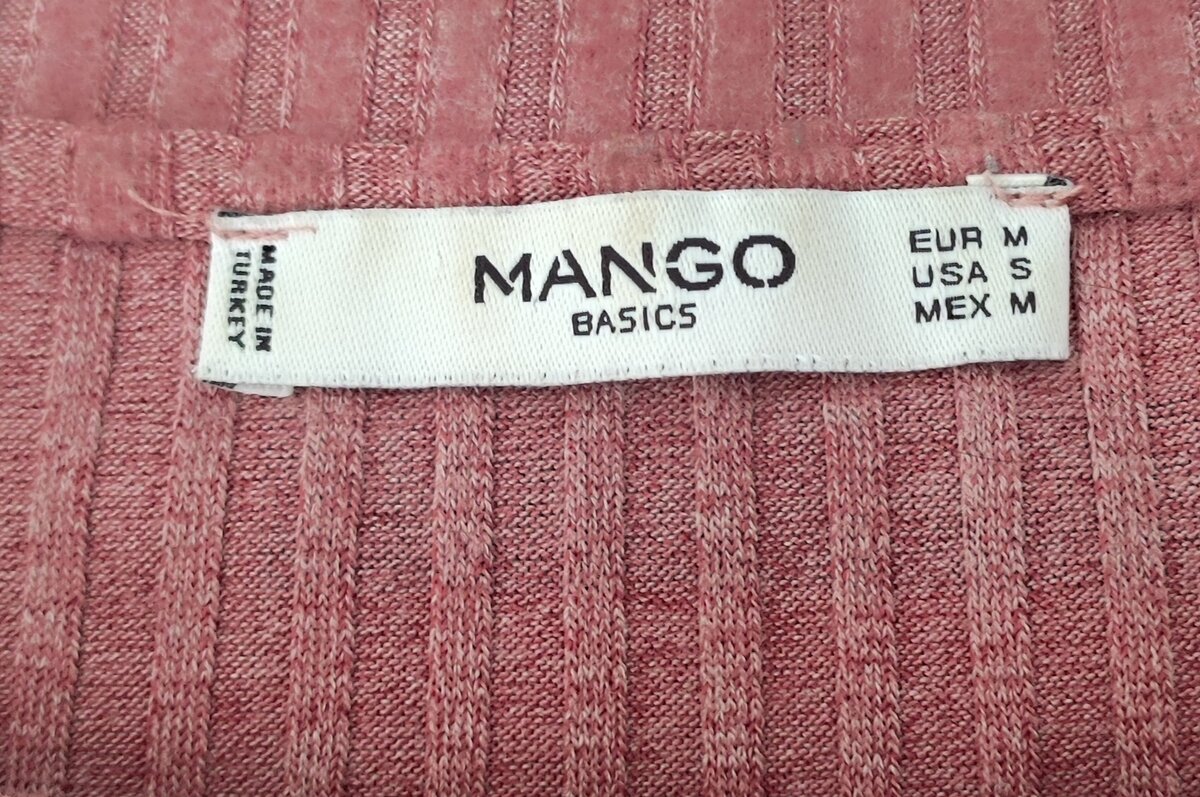 MADE IN
TURKEY
MANGO
BASICS
EUR M
USA S
MEX M